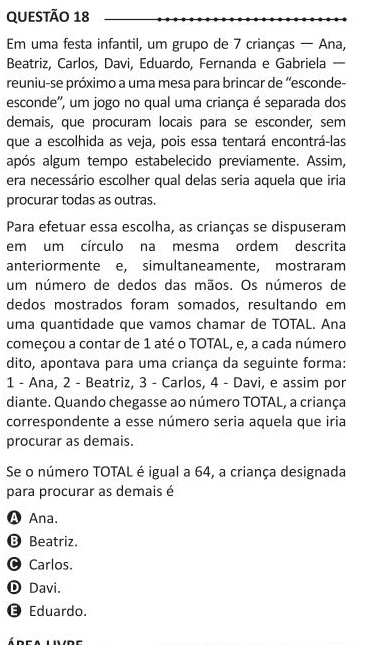 QUESTÃO 18
Em uma festa infantil, um grupo de 7 crianças — Ana,
Beatriz, Carlos, Davi, Eduardo, Fernanda e Gabriela —
reuniu-se próximo a uma mesa para brincar de “esconde-
esconde”, um jogo no qual uma criança é separada dos
demais, que procuram locais para se esconder, sem
que a escolhida as veja, pois essa tentará encontrá-las
após algum tempo estabelecido previamente. Assim,
era necessário escolher qual delas seria aquela que iria
procurar todas as outras.
Para efetuar essa escolha, as crianças se dispuseram
em um círculo na mesma ordem descrita
anteriormente e, simultaneamente, mostraram
um número de dedos das mãos. Os números de
dedos mostrados foram somados, resultando em
uma quantidade que vamos chamar de TOTAL. Ana
começou a contar de 1 até o TOTAL, e, a cada número
dito, apontava para uma criança da seguinte forma:
1 - Ana, 2 - Beatriz, 3 - Carlos, 4 - Davi, e assim por
diante. Quando chegasse ao número TOTAL, a criança
correspondente a esse número seria aquela que iria
procurar as demais.
Se o número TOTAL é igual a 64, a criança designada
para procurar as demais é
A Ana.
B Beatriz.
C Carlos.
D Davi.
E Eduardo.
ÁREA LIVRE